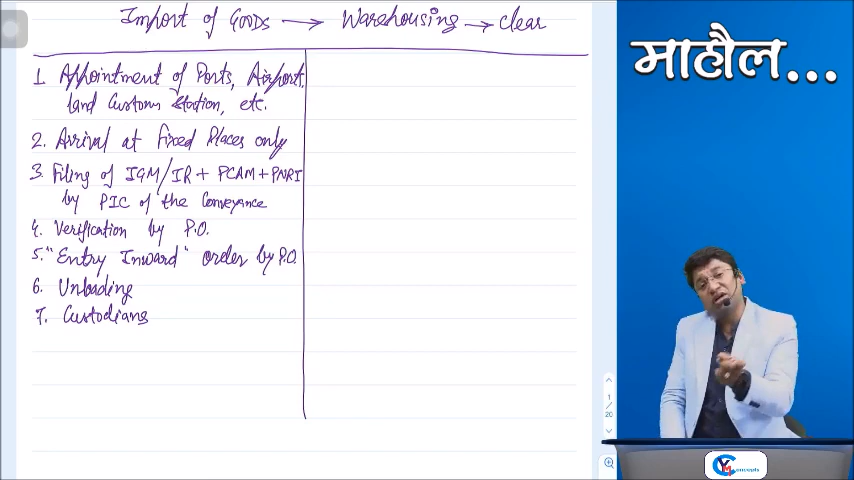 Import of Goods → Warehousing → clear
माहौल...
1. Appointment of Ports, Airport,
land Custom Station, etc.
2. Arrival at fixed Places only
3. Filing of IGM/IR + PCAM + PNRI
by PIC of the Conveyance
4. Verification by P.O.
5. "Entry Inward" order by P.O.
6. Unloading
7. Custodians
1
/
20